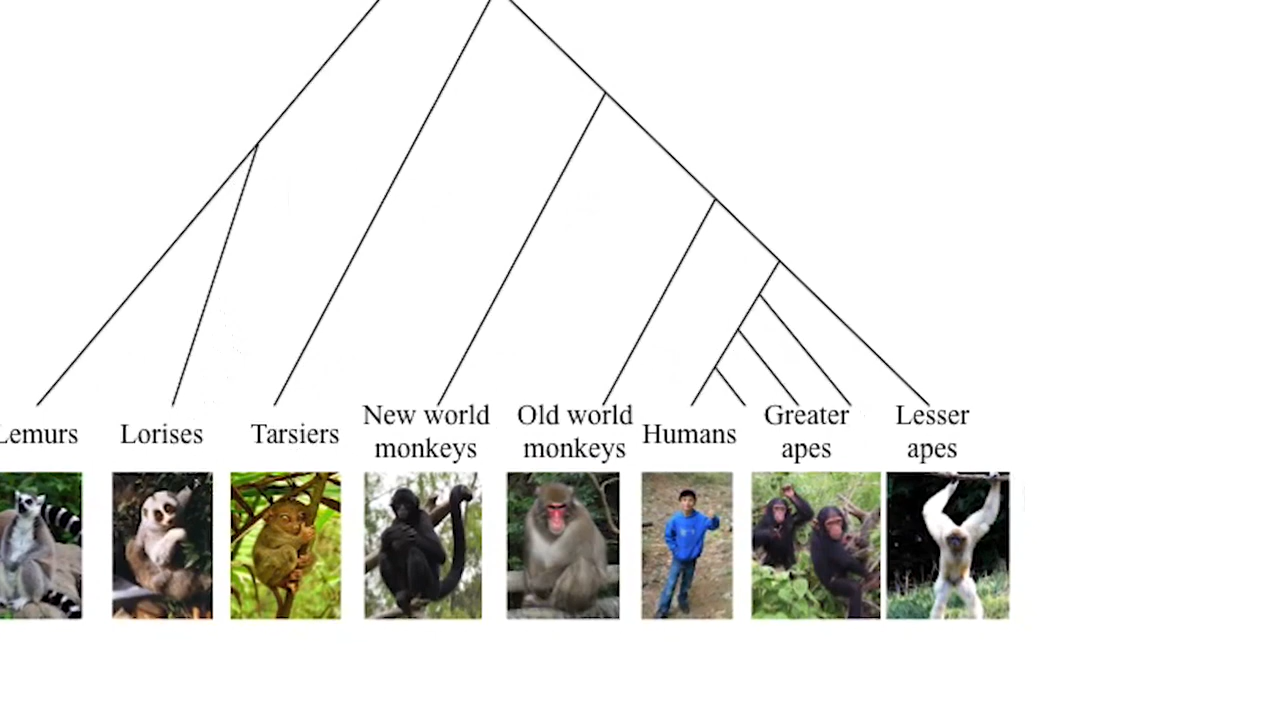 Lemurs
Lorises
Tarsiers
New world
monkeys
Old world
monkeys
Humans
Greater
apes
Lesser
apes